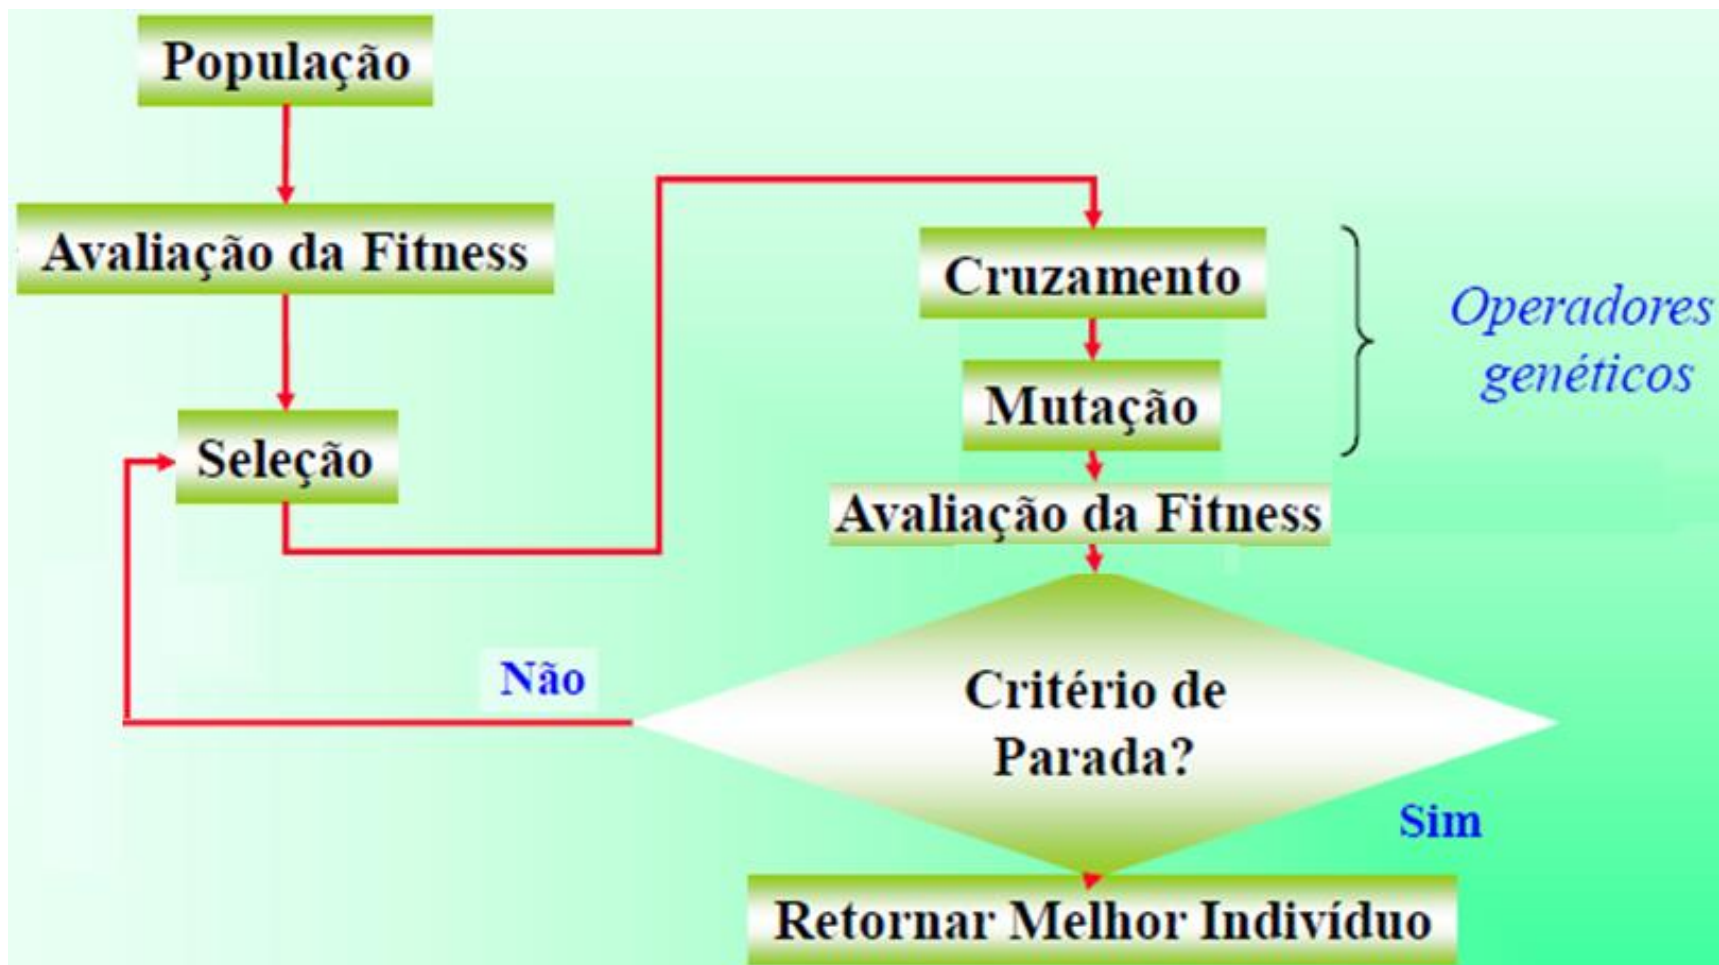 População
Avaliação da Fitness
Seleção
Cruzamento
Mutação
Operadores
genéticos
Avaliação da Fitness
Critério de
Parada?
Não
Sim
Retornar Melhor Indivíduo